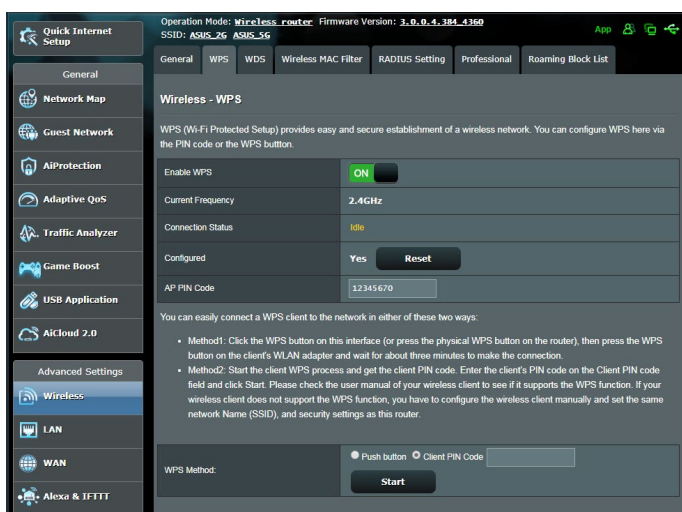 Quick Internet
Setup
General
Network Map
Guest Network
AiProtection
Adaptive QoS
Traffic Analyzer
Game Boost
USB Application
AiCloud 2.0
Advanced Settings
Wireless
LAN
WAN
Alexa & IFTTT
Operation Mode: Wireless router Firmware Version: 3.0.0.4.384_4360
SSID: ASUS_2G ASUS_5G
App
General WPS WDS Wireless MAC Filter RADIUS Setting Professional Roaming Block List
Wireless - WPS
WPS (Wi-Fi Protected Setup) provides easy and secure establishment of a wireless network. You can configure WPS here via
the PIN code or the WPS buttton.
Enable WPS ON
Current Frequency 2.4GHz
Connection Status Idle
Configured Yes Reset
AP PIN Code 12345670
You can easily connect a WPS client to the network in either of these two ways:
• Method1: Click the WPS button on this interface (or press the physical WPS button on the router), then press the WPS
button on the client's WLAN adapter and wait for about three minutes to make the connection.
• Method2: Start the client WPS process and get the client PIN code. Enter the client's PIN code on the Client PIN code
field and click Start. Please check the user manual of your wireless client to see if it supports the WPS function. If your
wireless client does not support the WPS function, you have to configure the wireless client manually and set the same
network Name (SSID), and security settings as this router.
WPS Method: Push button Client PIN Code
Start